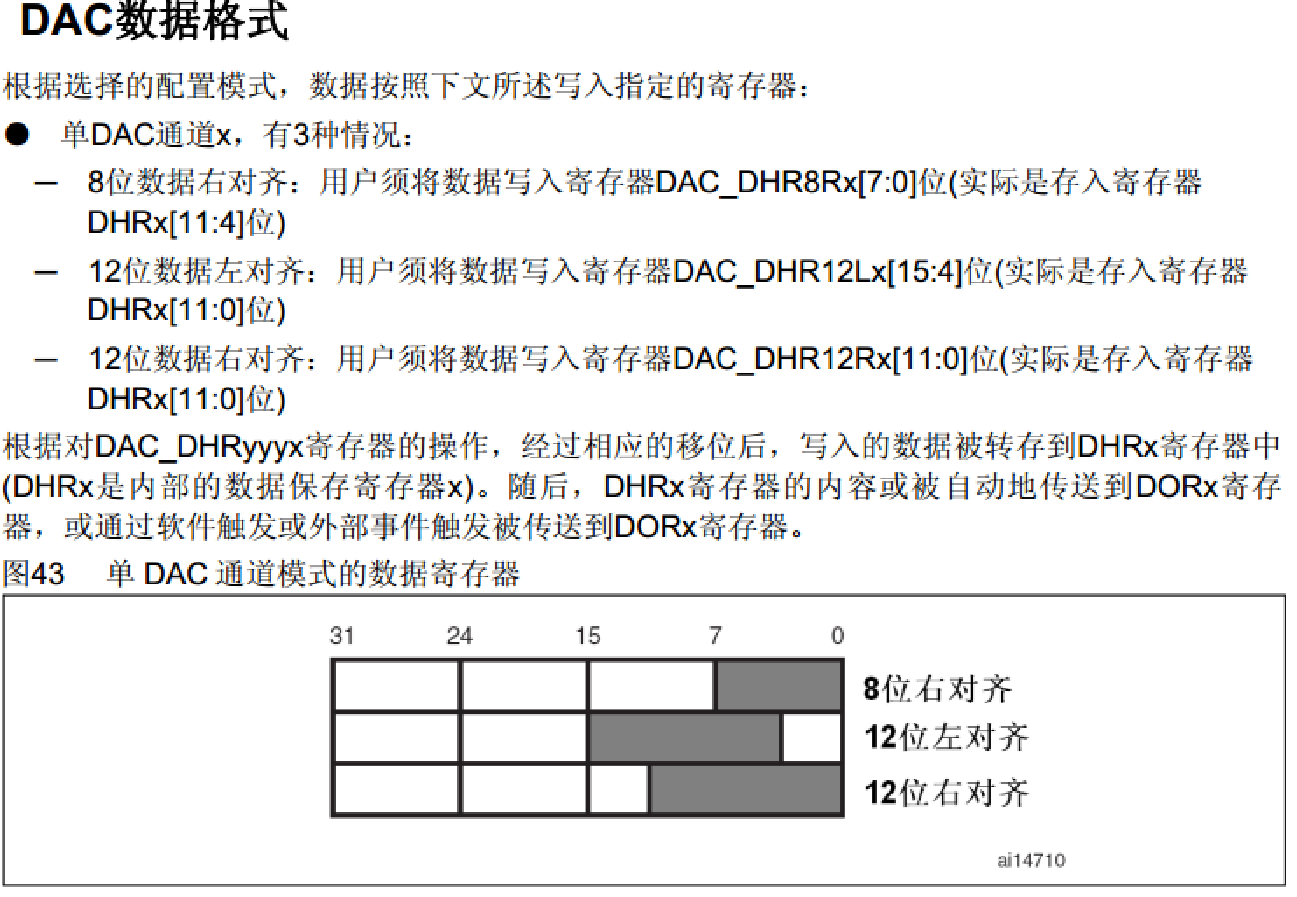 DAC数据格式
根据选择的配置模式，数据按照下文所述写入指定的寄存器：
● 单DAC通道x，有3种情况：
— 8位数据右对齐：用户须将数据写入寄存器DAC_DHR8Rx[7:0]位(实际是存入寄存器
DHRx[11:4]位)
— 12位数据左对齐：用户须将数据写入寄存器DAC_DHR12Lx[15:4]位(实际是存入寄存器
DHRx[11:0]位)
— 12位数据右对齐：用户须将数据写入寄存器DAC_DHR12Rx[11:0]位(实际是存入寄存器
DHRx[11:0]位)
根据对DAC_DHRyyyx寄存器的操作，经过相应的移位后，写入的数据被转存到DHRx寄存器中
(DHRx是内部的数据保存寄存器x)。随后，DHRx寄存器的内容或被自动地传送到DORx寄存
器，或通过软件触发或外部事件触发被传送到DORx寄存器。
图43 单 DAC 通道模式的数据寄存器
31 24 15 7 0
8位右对齐
12位左对齐
12位右对齐
ai14710